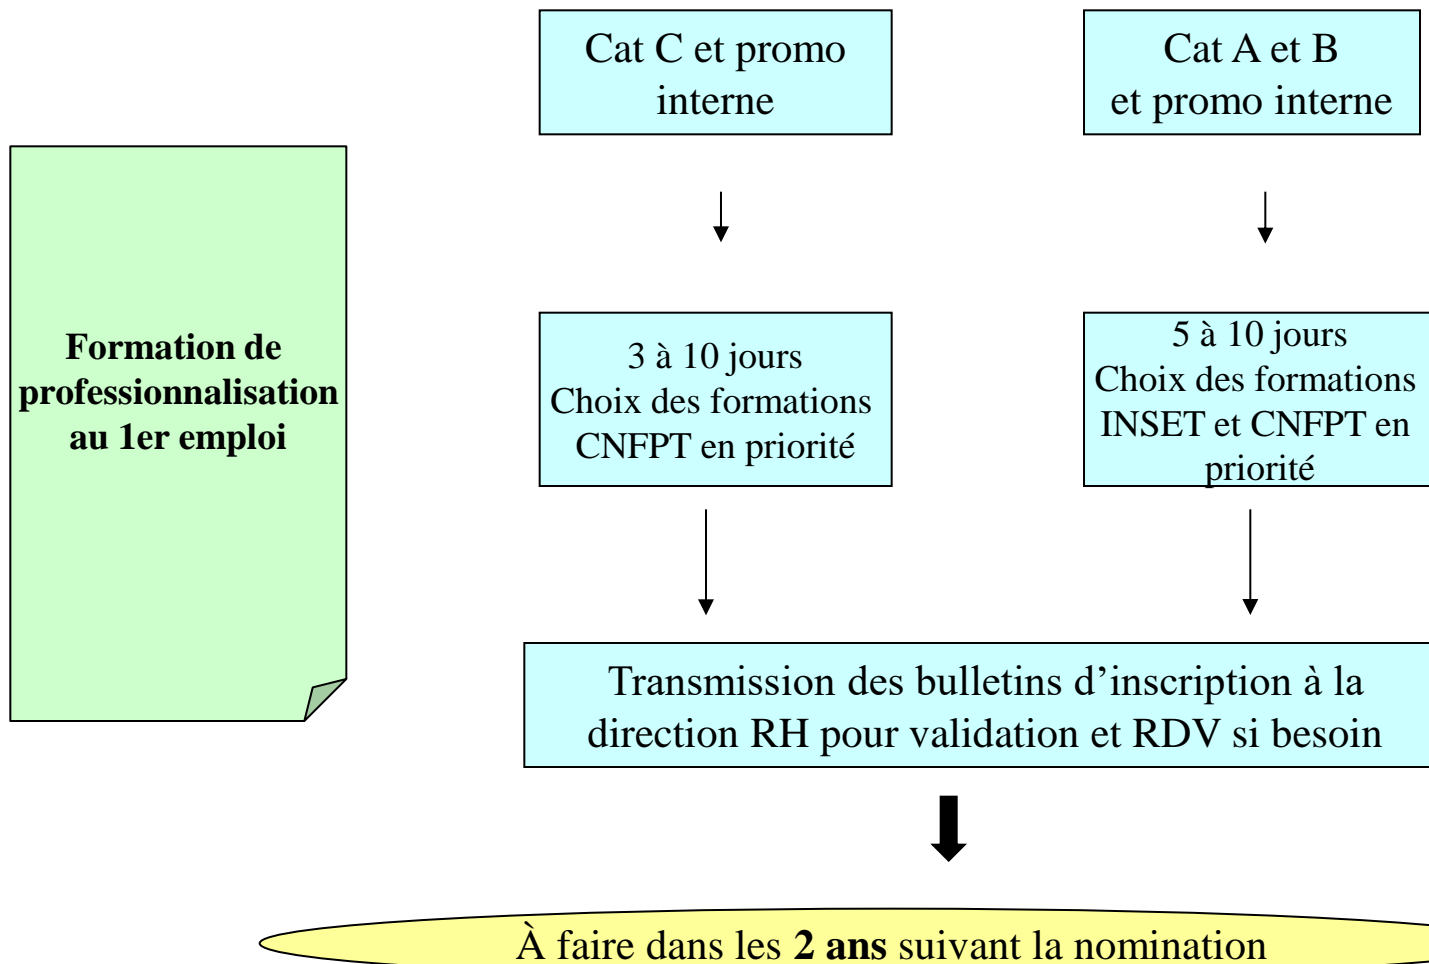 Cat C et promo
interne
Cat A et B
et promo interne
Formation de
professionnalisation
au 1er emploi
3 à 10 jours
Choix des formations
CNFPT en priorité
5 à 10 jours
Choix des formations
INSET et CNFPT en
priorité
Transmission des bulletins d’inscription à la
direction RH pour validation et RDV si besoin
À faire dans les 2 ans suivant la nomination